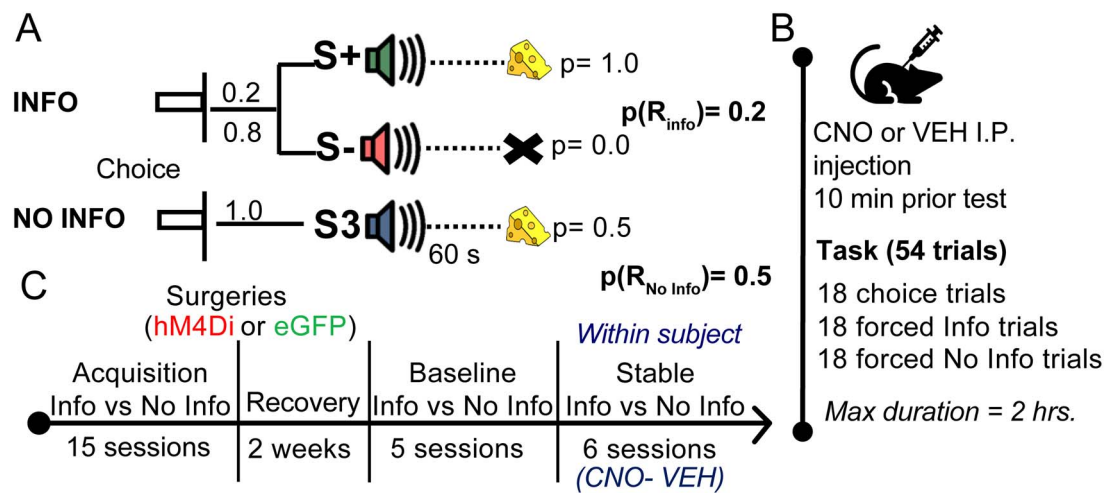 A
INFO
0.2
0.8
S+
p= 1.0
p(R_info)= 0.2
S-
p= 0.0
Choice
NO INFO
1.0
S3
60 s
p= 0.5
p(R_No Info)= 0.5
B
CNO or VEH I.P.
injection
10 min prior test
Task (54 trials)
18 choice trials
18 forced Info trials
18 forced No Info trials
Max duration = 2 hrs.
C
Surgeries
(hM4Di or eGFP)
Within subject
Acquisition
Info vs No Info
15 sessions
Recovery
2 weeks
Baseline
Info vs No Info
5 sessions
Stable
Info vs No Info
6 sessions
(CNO- VEH)